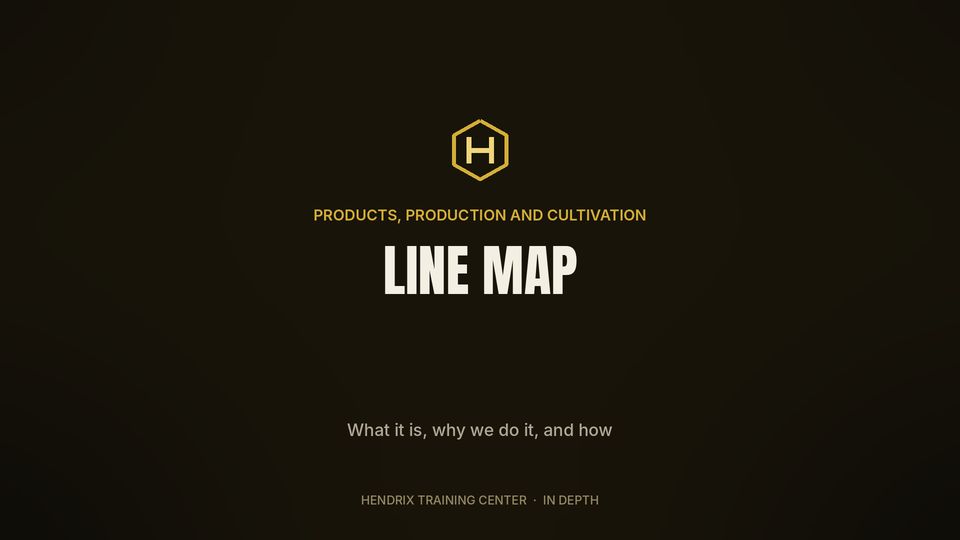 H
PRODUCTS, PRODUCTION AND CULTIVATION
LINE MAP
What it is, why we do it, and how
HENDRIX TRAINING CENTER · IN DEPTH